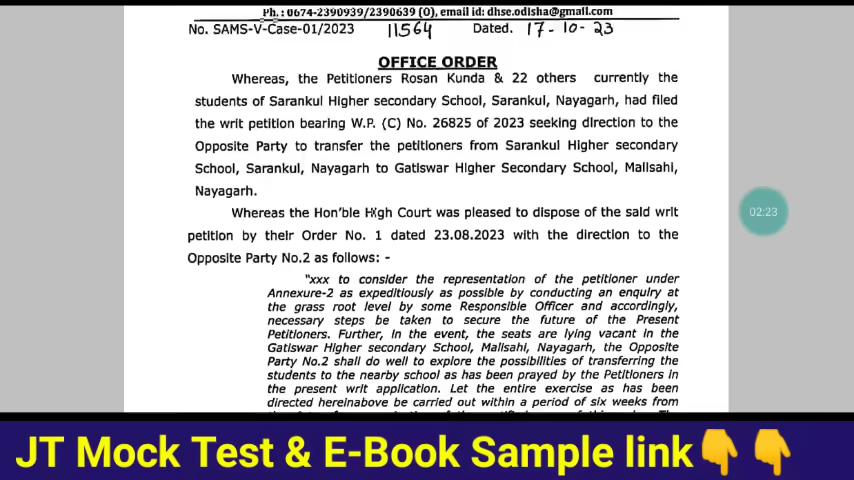 Ph.: 0674-2390939/2390639 (O), email id: dhse.odisha@gmail.com
No. SAMS-V-Case-01/2023 11564 Dated. 17-10-23
OFFICE ORDER
Whereas, the Petitioners Rosan Kunda & 22 others currently the
students of Sarankul Higher secondary School, Sarankul, Nayagarh, had filed
the writ petition bearing W.P. (C) No. 26825 of 2023 seeking direction to the
Opposite Party to transfer the petitioners from Sarankul Higher secondary
School, Sarankul, Nayagarh to Gatiswar Higher Secondary School, Malisahi,
Nayagarh.
Whereas the Hon'ble High Court was pleased to dispose of the said writ
02:23
petition by their Order No. 1 dated 23.08.2023 with the direction to the
Opposite Party No.2 as follows: -
"xxx to consider the representation of the petitioner under
Annexure-2 as expeditiously as possible by conducting an enquiry at
the grass root level by some Responsible Officer and accordingly,
necessary steps be taken to secure the future of the Present
Petitioners. Further, in the event, the seats are lying vacant in the
Gatiswar Higher secondary School, Malisahi, Nayagarh, the Opposite
Party No.2 shall do well to explore the possibilities of transferring the
students to the nearby school as has been prayed by the Petitioners in
the present writ application. Let the entire exercise as has been
directed hereinabove be carried out within a period of six weeks from
JT Mock Test & E-Book Sample link👇👇